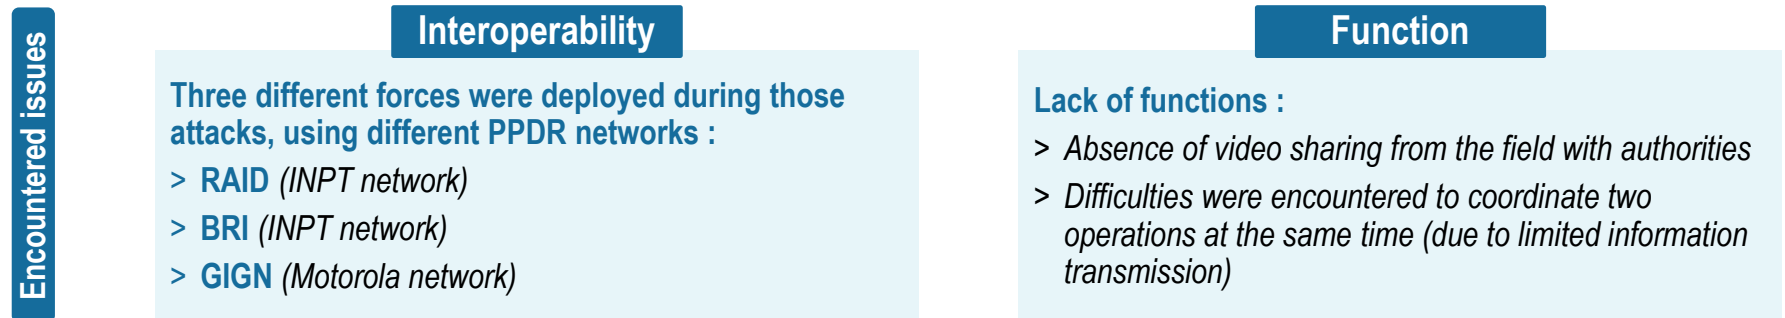 Encountered issues
Interoperability
Three different forces were deployed during those
attacks, using different PPDR networks :
> RAID (INPT network)
> BRI (INPT network)
> GIGN (Motorola network)
Function
Lack of functions :
> Absence of video sharing from the field with authorities
> Difficulties were encountered to coordinate two
operations at the same time (due to limited information
transmission)